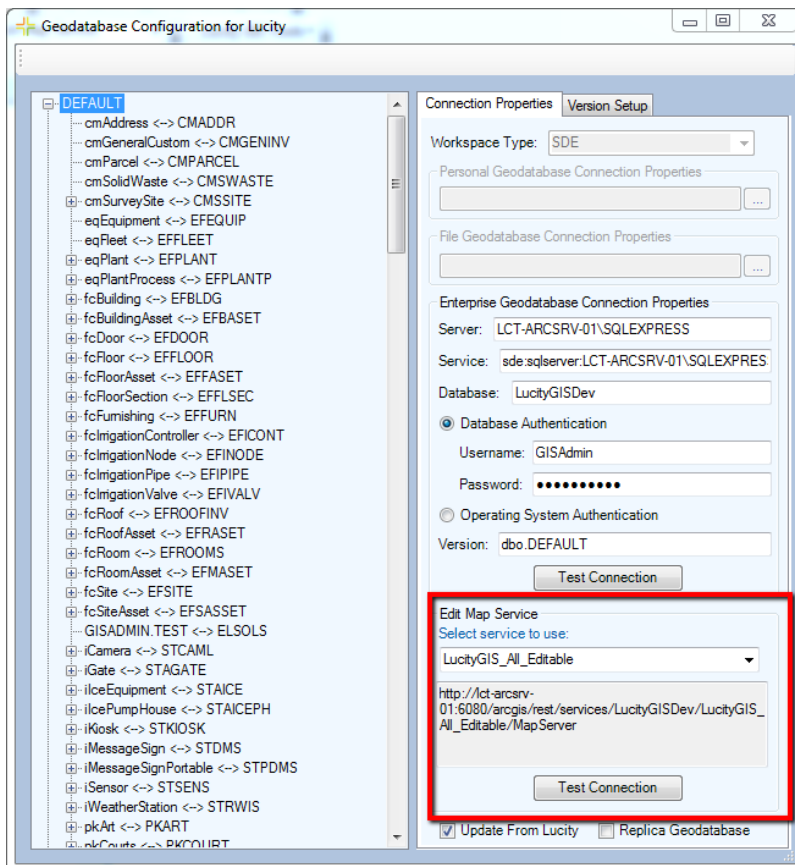 Geodatabase Configuration for Lucity
DEFAULT
cmAddress <--> CMADDR
cmGeneralCustom <--> CMGENINV
cmParcel <--> CMPARCEL
cmSolidWaste <--> CMSWASTE
cmSurveySite <--> CMSSITE
eqEquipment <--> EFEQUIP
eqFleet <--> EFFLEET
eqPlant <--> EFPLANT
eqPlantProcess <--> EFPLANTP
fcBuilding <--> EFBLDG
fcBuildingAsset <--> EFBASET
fcDoor <--> EFDOOR
fcFloor <--> EFFLOOR
fcFloorAsset <--> EFFASET
fcFloorSection <--> EFFLSEC
fcFurnishing <--> EFFURN
fcIrrigationController <--> EFICONT
fcIrrigationNode <--> EFINODE
fcIrrigationPipe <--> EFIPIPE
fcIrrigationValve <--> EFIVALV
fcRoof <--> EFROOFINV
fcRoofAsset <--> EFRASET
fcRoom <--> EFROOMS
fcRoomAsset <--> EFMASET
fcSite <--> EFSITE
fcSiteAsset <--> EFSASSET
GISADMIN.TEST <--> ELSOLS
iCamera <--> STCAML
iGate <--> STAGATE
iIceEquipment <--> STAICE
iIcePumpHouse <--> STAICEPH
iKiosk <--> STKIOSK
iMessageSign <--> STDMS
iMessageSignPortable <--> STPDMS
iSensor <--> STSENS
iWeatherStation <--> STRWIS
pkArt <--> PKART
pkCourts <--> PKCOURT
Connection Properties
Version Setup
Workspace Type: SDE
Personal Geodatabase Connection Properties
...
File Geodatabase Connection Properties
...
Enterprise Geodatabase Connection Properties
Server: LCT-ARCSRV-01\SQLEXPRESS
Service: sde:sqlserver:LCT-ARCSRV-01\SQLEXPRES
Database: LucityGISDev
Database Authentication
Username: GISAdmin
Password: ●●●●●●●●●●
Operating System Authentication
Version: dbo.DEFAULT
Test Connection
Edit Map Service
Select service to use:
LucityGIS_All_Editable
http://lct-arcsrv-
01:6080/arcgis/rest/services/LucityGISDev/LucityGIS_
All_Editable/MapServer
Test Connection
Update From Lucity
Replica Geodatabase